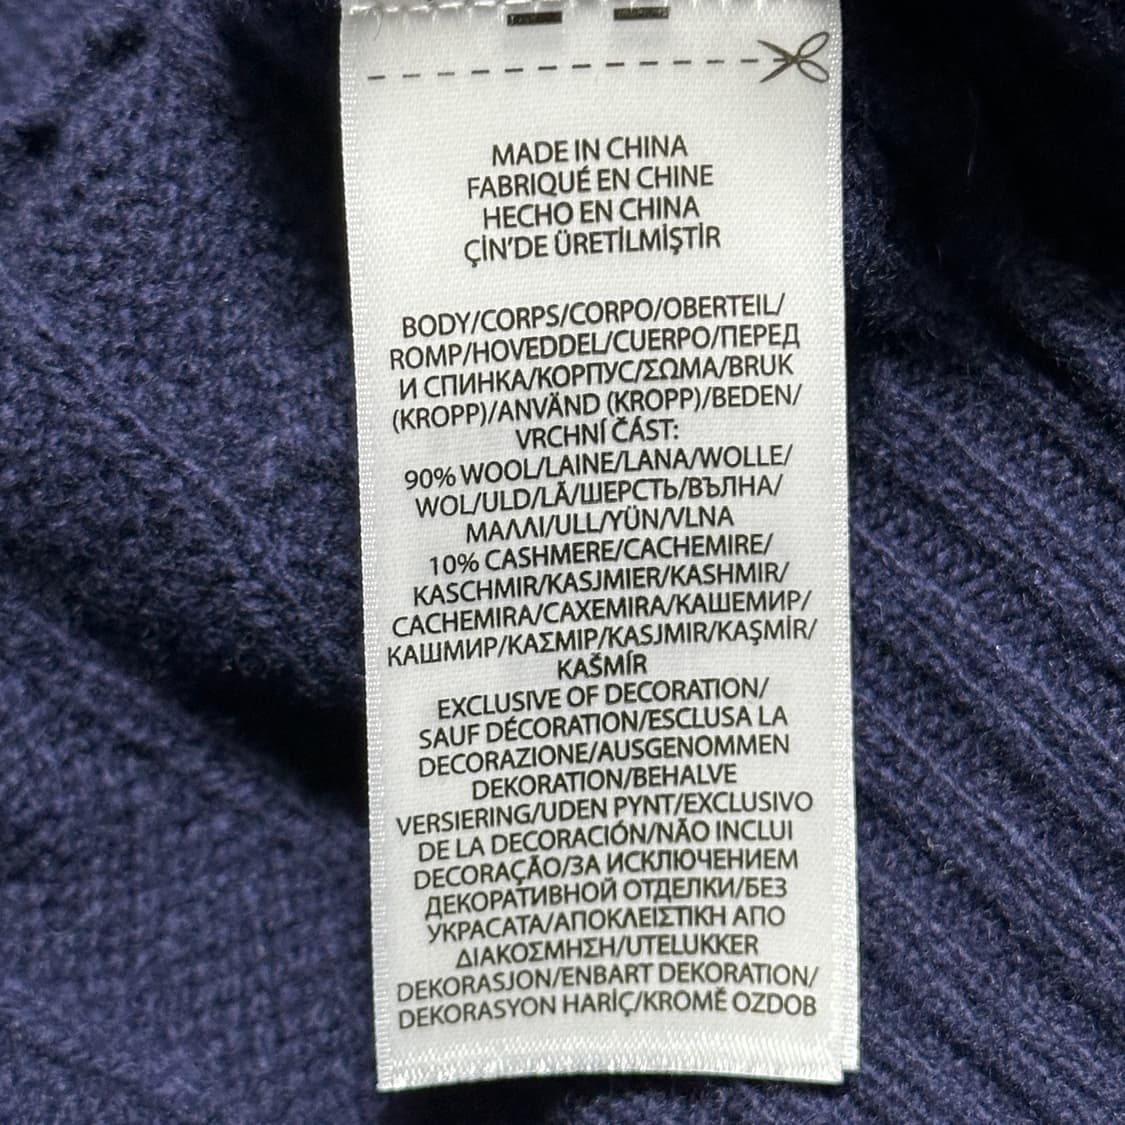 MADE IN CHINA
FABRIQUÉ EN CHINE
HECHO EN CHINA
ÇİN'DE ÜRETİLMİŞTİR
BODY/CORPS/CORPO/OBERTEIL/
ROMP/HOVEDDEL/CUERPO/ПЕРЕД
И СПИНКА/КОРПУС/ΣΩΜΑ/BRUK
(KROPP)/ANVÄND (KROPP)/BEDEN/
VRCHNÍ ČÁST:
90% WOOL/LAINE/LANA/WOLLE/
WOL/ULD/LÃ/ШЕРСТЬ/ВЪЛНА/
ΜΑΛΛΙ/ULL/YÜN/VLNA
10% CASHMERE/CACHEMIRE/
KASCHMIR/KASJMIER/KASHMIR/
CACHEMIRA/CAXEMIRA/КАШЕМИР/
КАШМИР/ΚΑΣΜΙΡ/KASJMIR/KAŞMİR/
KAŠMÍR
EXCLUSIVE OF DECORATION/
SAUF DÉCORATION/ESCLUSA LA
DECORAZIONE/AUSGENOMMEN
DEKORATION/BEHALVE
VERSIERING/UDEN PYNT/EXCLUSIVO
DE LA DECORACIÓN/NÃO INCLUI
DECORAÇÃO/ЗА ИСКЛЮЧЕНИЕМ
ДЕКОРАТИВНОЙ ОТДЕЛКИ/БЕЗ
УКРАСАТА/ΑΠΟΚΛΕΙΣΤΙΚΗ ΑΠΟ
ΔΙΑΚΟΣΜΗΣΗ/UTELUKKER
DEKORASJON/ENBART DEKORATION/
DEKORASYON HARİÇ/KROMĚ OZDOB